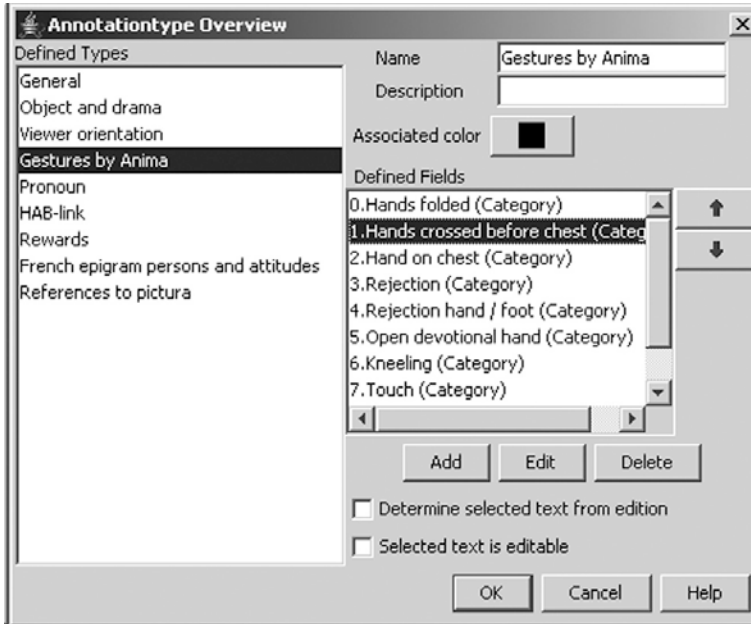 Annotationtype Overview
Defined Types
General
Object and drama
Viewer orientation
Gestures by Anima
Pronoun
HAB-link
Rewards
French epigram persons and attitudes
References to pictura
Name
Gestures by Anima
Description
Associated color
Defined Fields
0.Hands folded (Category)
1.Hands crossed before chest (Categ
2.Hand on chest (Category)
3.Rejection (Category)
4.Rejection hand / foot (Category)
5.Open devotional hand (Category)
6.Kneeling (Category)
7.Touch (Category)
Add
Edit
Delete
Determine selected text from edition
Selected text is editable
OK
Cancel
Help